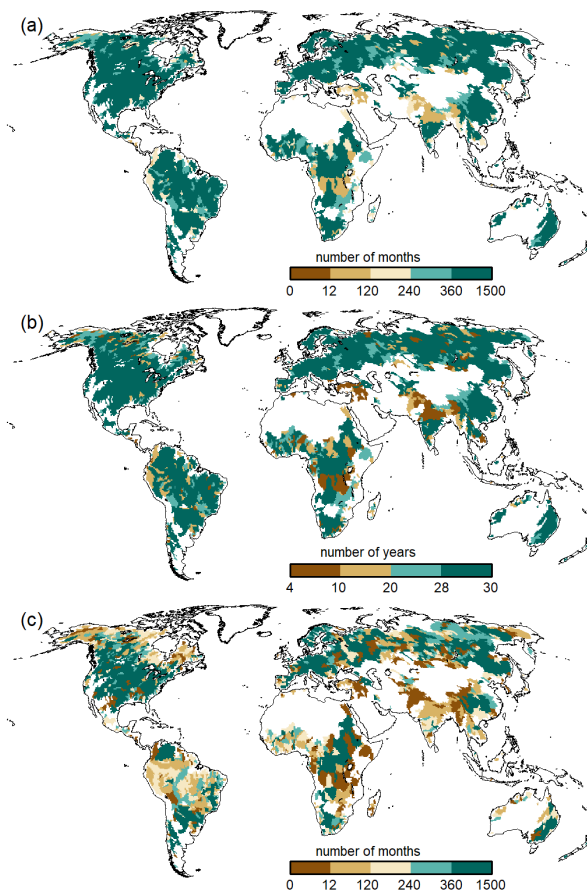 (a)
number of months
0 12 120 240 360 1500
(b)
number of years
4 10 20 28 30
(c)
number of months
0 12 120 240 360 1500